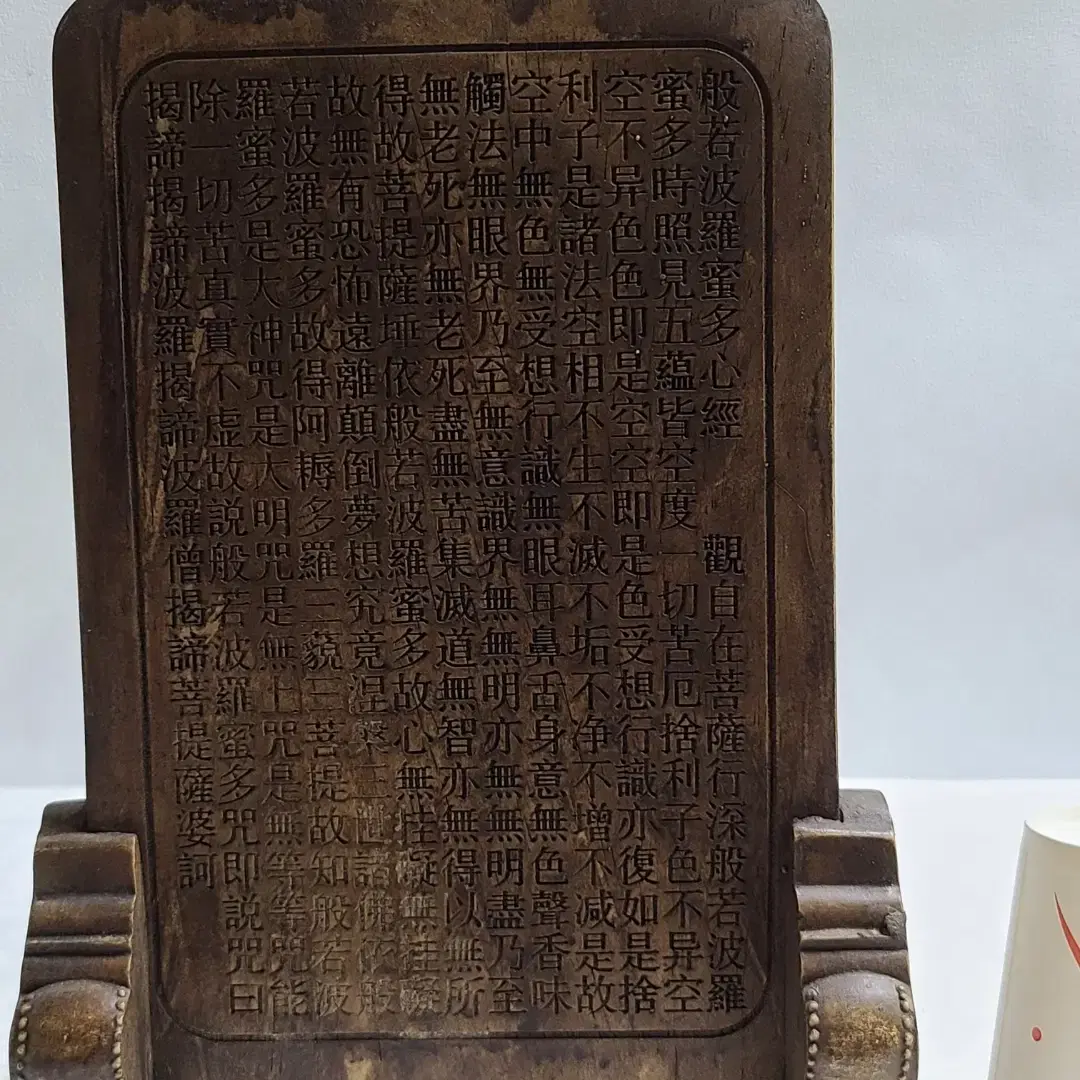 般若波羅蜜多心經　觀自在菩薩行深般若波羅
蜜多時照見五蘊皆空度一切苦厄捨利子色不异空
空不异色色即是空空即是色受想行識亦復如是捨
利子是諸法空相不生不滅不垢不净不增不减是故
空中無色無受想行識無眼耳鼻舌身意無色聲香味
觸法無眼界乃至無意識界無無明亦無無明盡乃至
無老死亦無老死盡無苦集滅道無智亦無得以無所
得故菩提薩埵依般若波羅蜜多故心無挂礙無挂礙
故無有恐怖遠離顛倒夢想究竟涅槃三世諸佛依般
若波羅蜜多故得阿耨多羅三藐三菩提故知般若波
羅蜜多是大神咒是大明咒是無上咒是無等等咒能
除一切苦真實不虛故説般若波羅蜜多咒即説咒曰
揭諦揭諦波羅揭諦波羅僧揭諦菩提薩婆訶